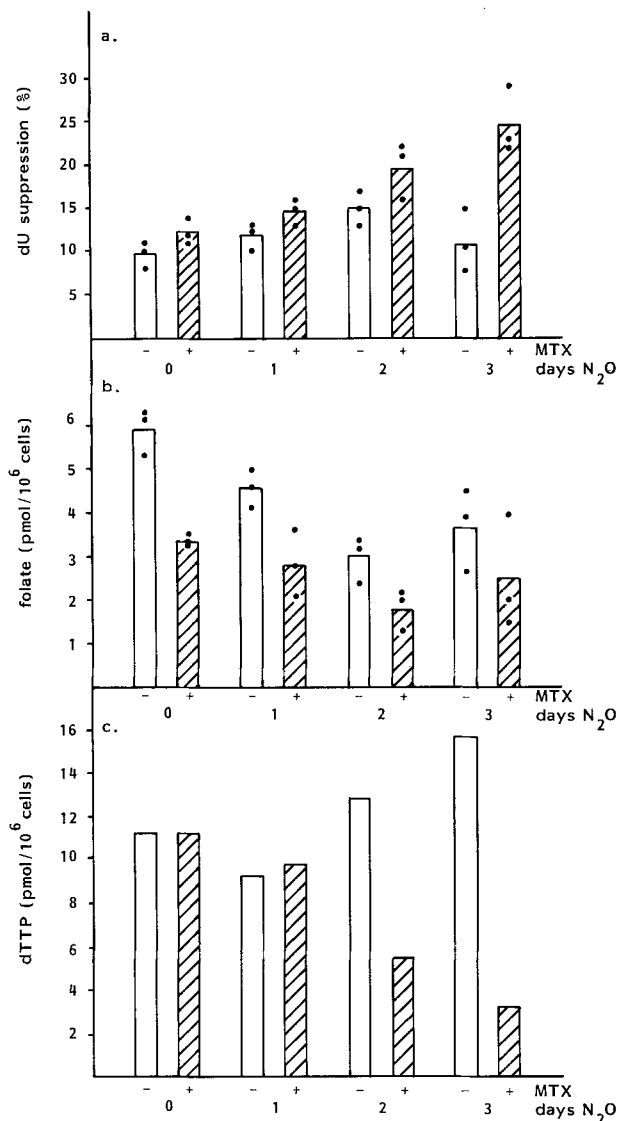 a.
dU suppression (%)
30
25
20
15
10
5
- + - + - + - + MTX
0 1 2 3 days N2O
b.
folate (pmol/10^6 cells)
6
5
4
3
2
1
- + - + - + - + MTX
0 1 2 3 days N2O
c.
dTTP (pmol/10^6 cells)
16
14
12
10
8
6
4
2
- + - + - + - + MTX
0 1 2 3 days N2O